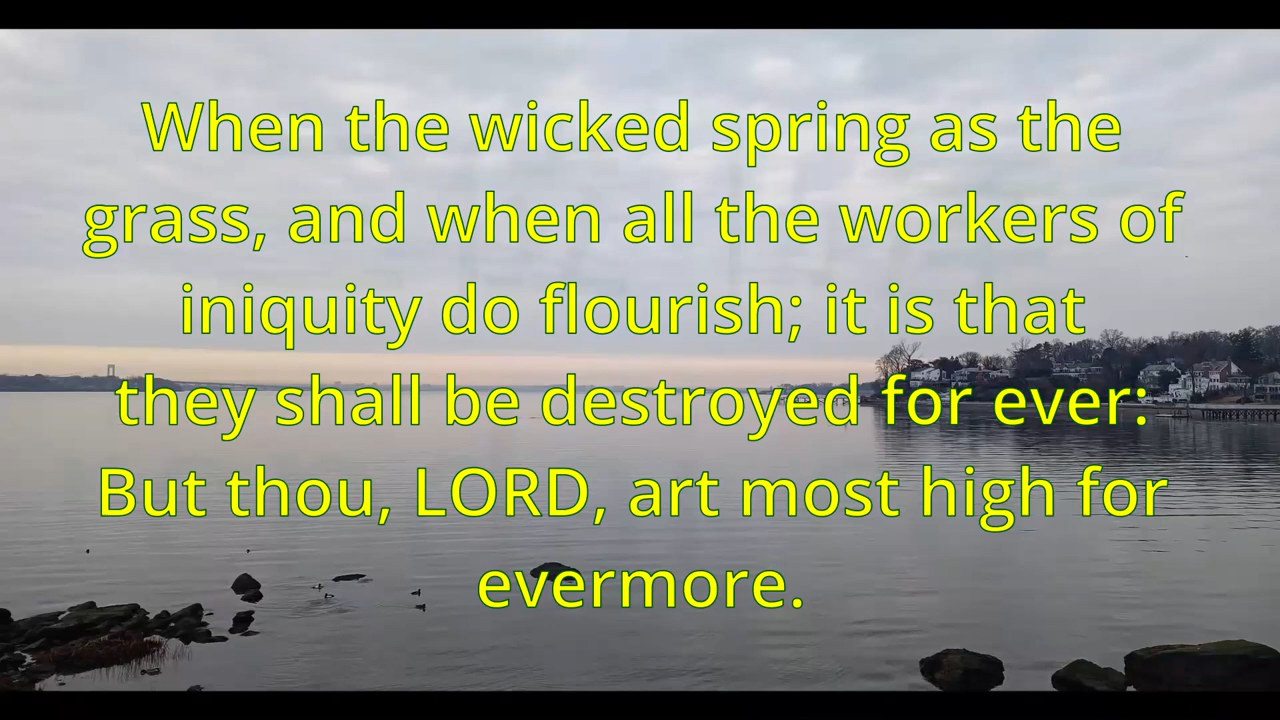 When the wicked spring as the
grass, and when all the workers of
iniquity do flourish; it is that
they shall be destroyed for ever:
But thou, LORD, art most high for
evermore.